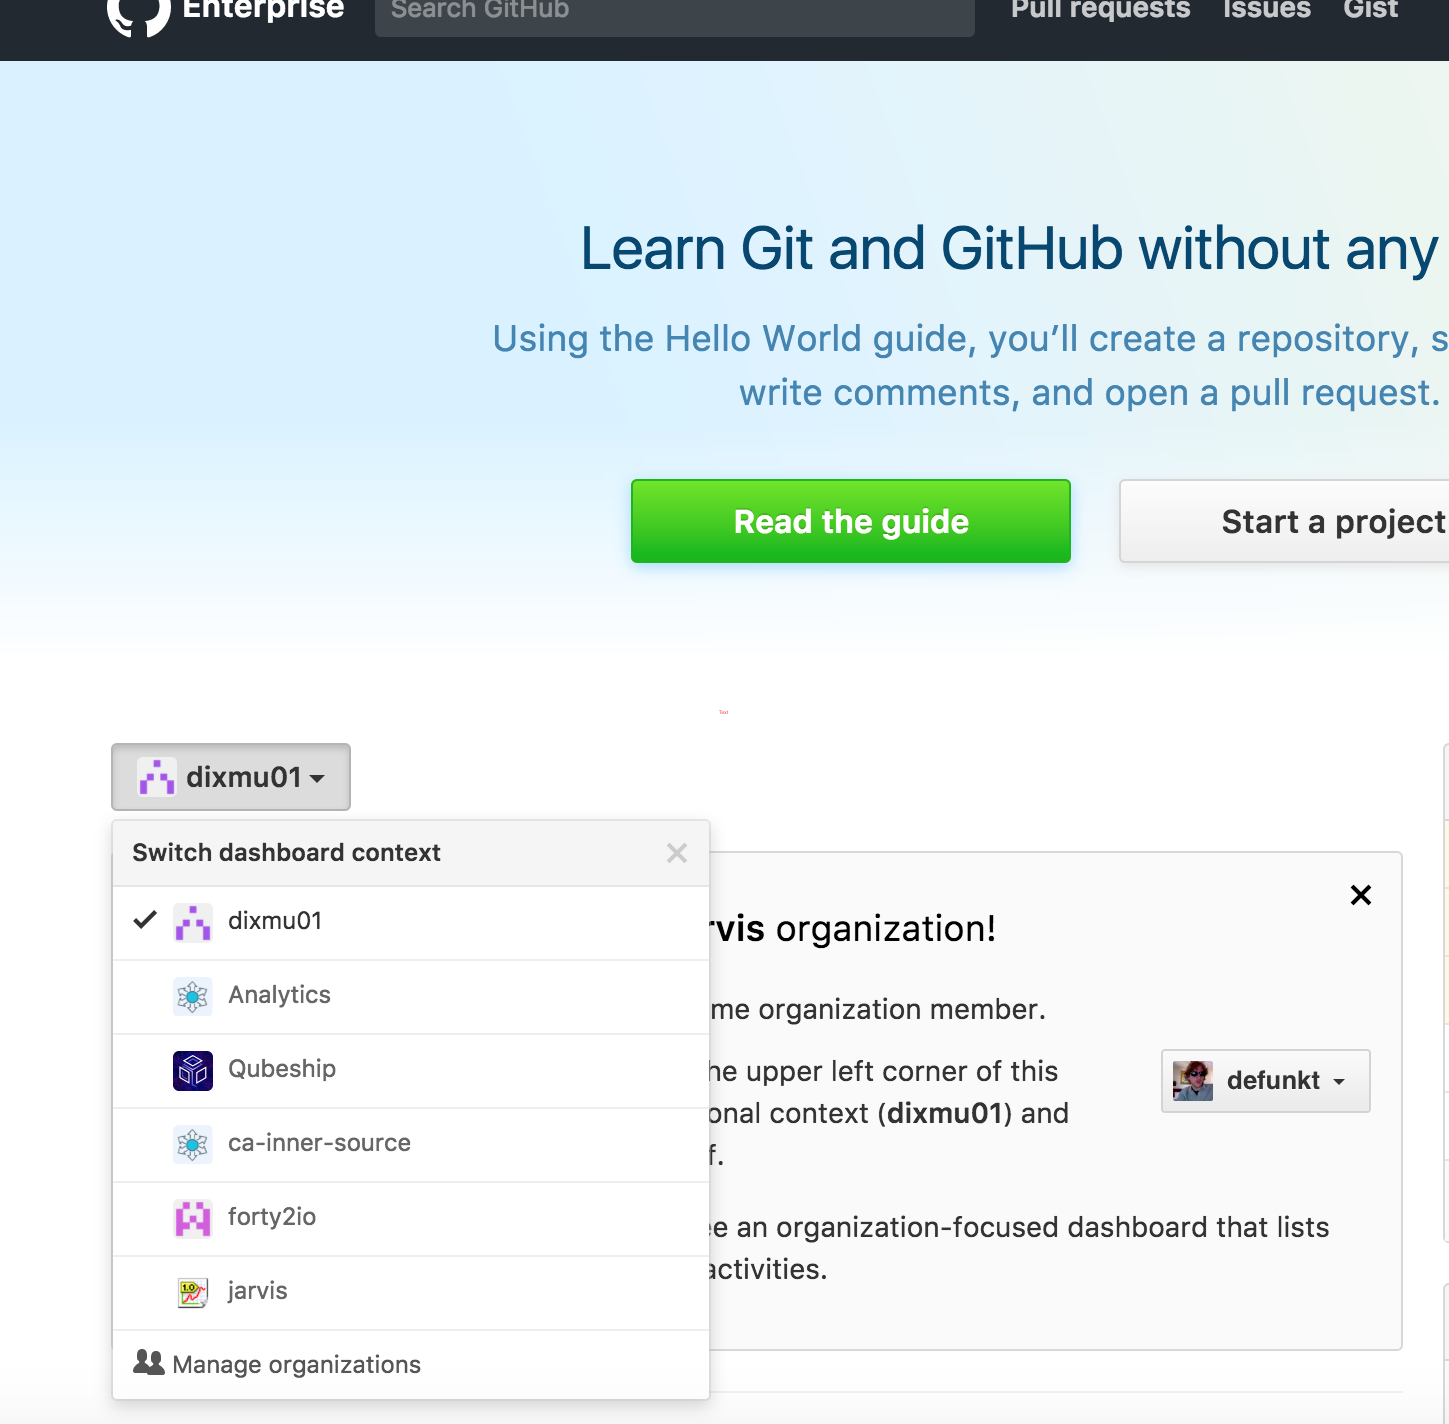 Enterprise
Search GitHub
Pull requests
Issues
Gist
Learn Git and GitHub without any
Using the Hello World guide, you’ll create a repository, s
write comments, and open a pull request.
Read the guide
Start a project
Text
dixmu01
Switch dashboard context
dixmu01
Analytics
Qubeship
ca-inner-source
forty2io
jarvis
Manage organizations
rvis organization!
me organization member.
he upper left corner of this
onal context (dixmu01) and
f.
defunkt
ee an organization-focused dashboard that lists
activities.